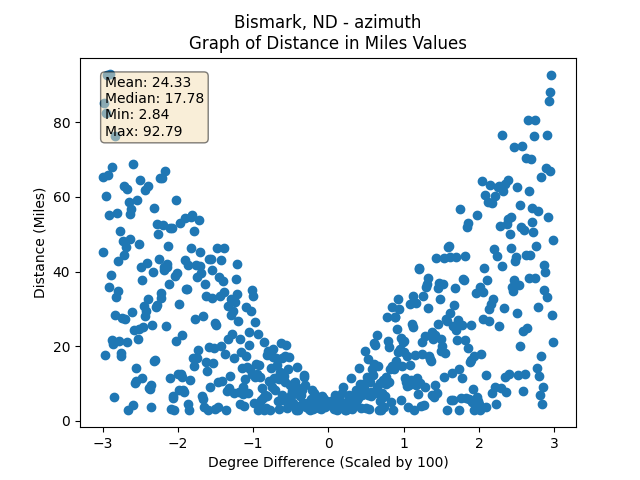 Bismark, ND - azimuth
Graph of Distance in Miles Values
Mean: 24.33
Median: 17.78
Min: 2.84
Max: 92.79
Distance (Miles)
80
60
40
20
0
−3 −2 −1 0 1 2 3
Degree Difference (Scaled by 100)